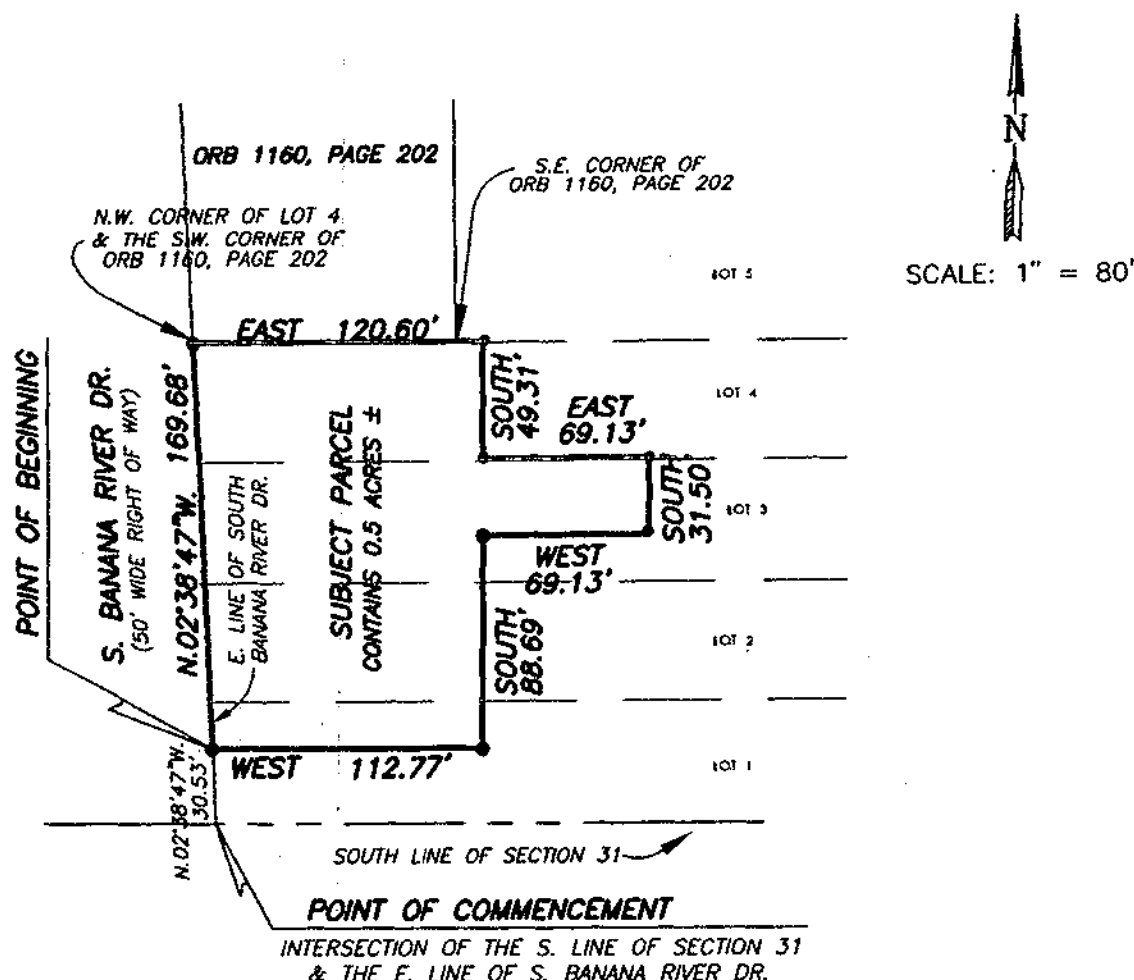 N
SCALE: 1" = 80'
ORB 1160, PAGE 202
S.E. CORNER OF
ORB 1160, PAGE 202
N.W. CORNER OF LOT 4
& THE S.W. CORNER OF
ORB 1160, PAGE 202
LOT 5
EAST 120.60'
POINT OF BEGINNING
S. BANANA RIVER DR.
(50' WIDE RIGHT OF WAY)
N.02°38'47"W. 169.68'
E. LINE OF SOUTH
BANANA RIVER DR.
SUBJECT PARCEL
CONTAINS 0.5 ACRES ±
SOUTH
49.31'
LOT 4
EAST
69.13'
SOUTH
31.50'
LOT 3
WEST
69.13'
SOUTH
88.69'
LOT 2
WEST 112.77'
LOT 1
N.02°38'47"W.
30.53'
SOUTH LINE OF SECTION 31
POINT OF COMMENCEMENT
INTERSECTION OF THE S. LINE OF SECTION 31
& THE E. LINE OF S. BANANA RIVER DR.